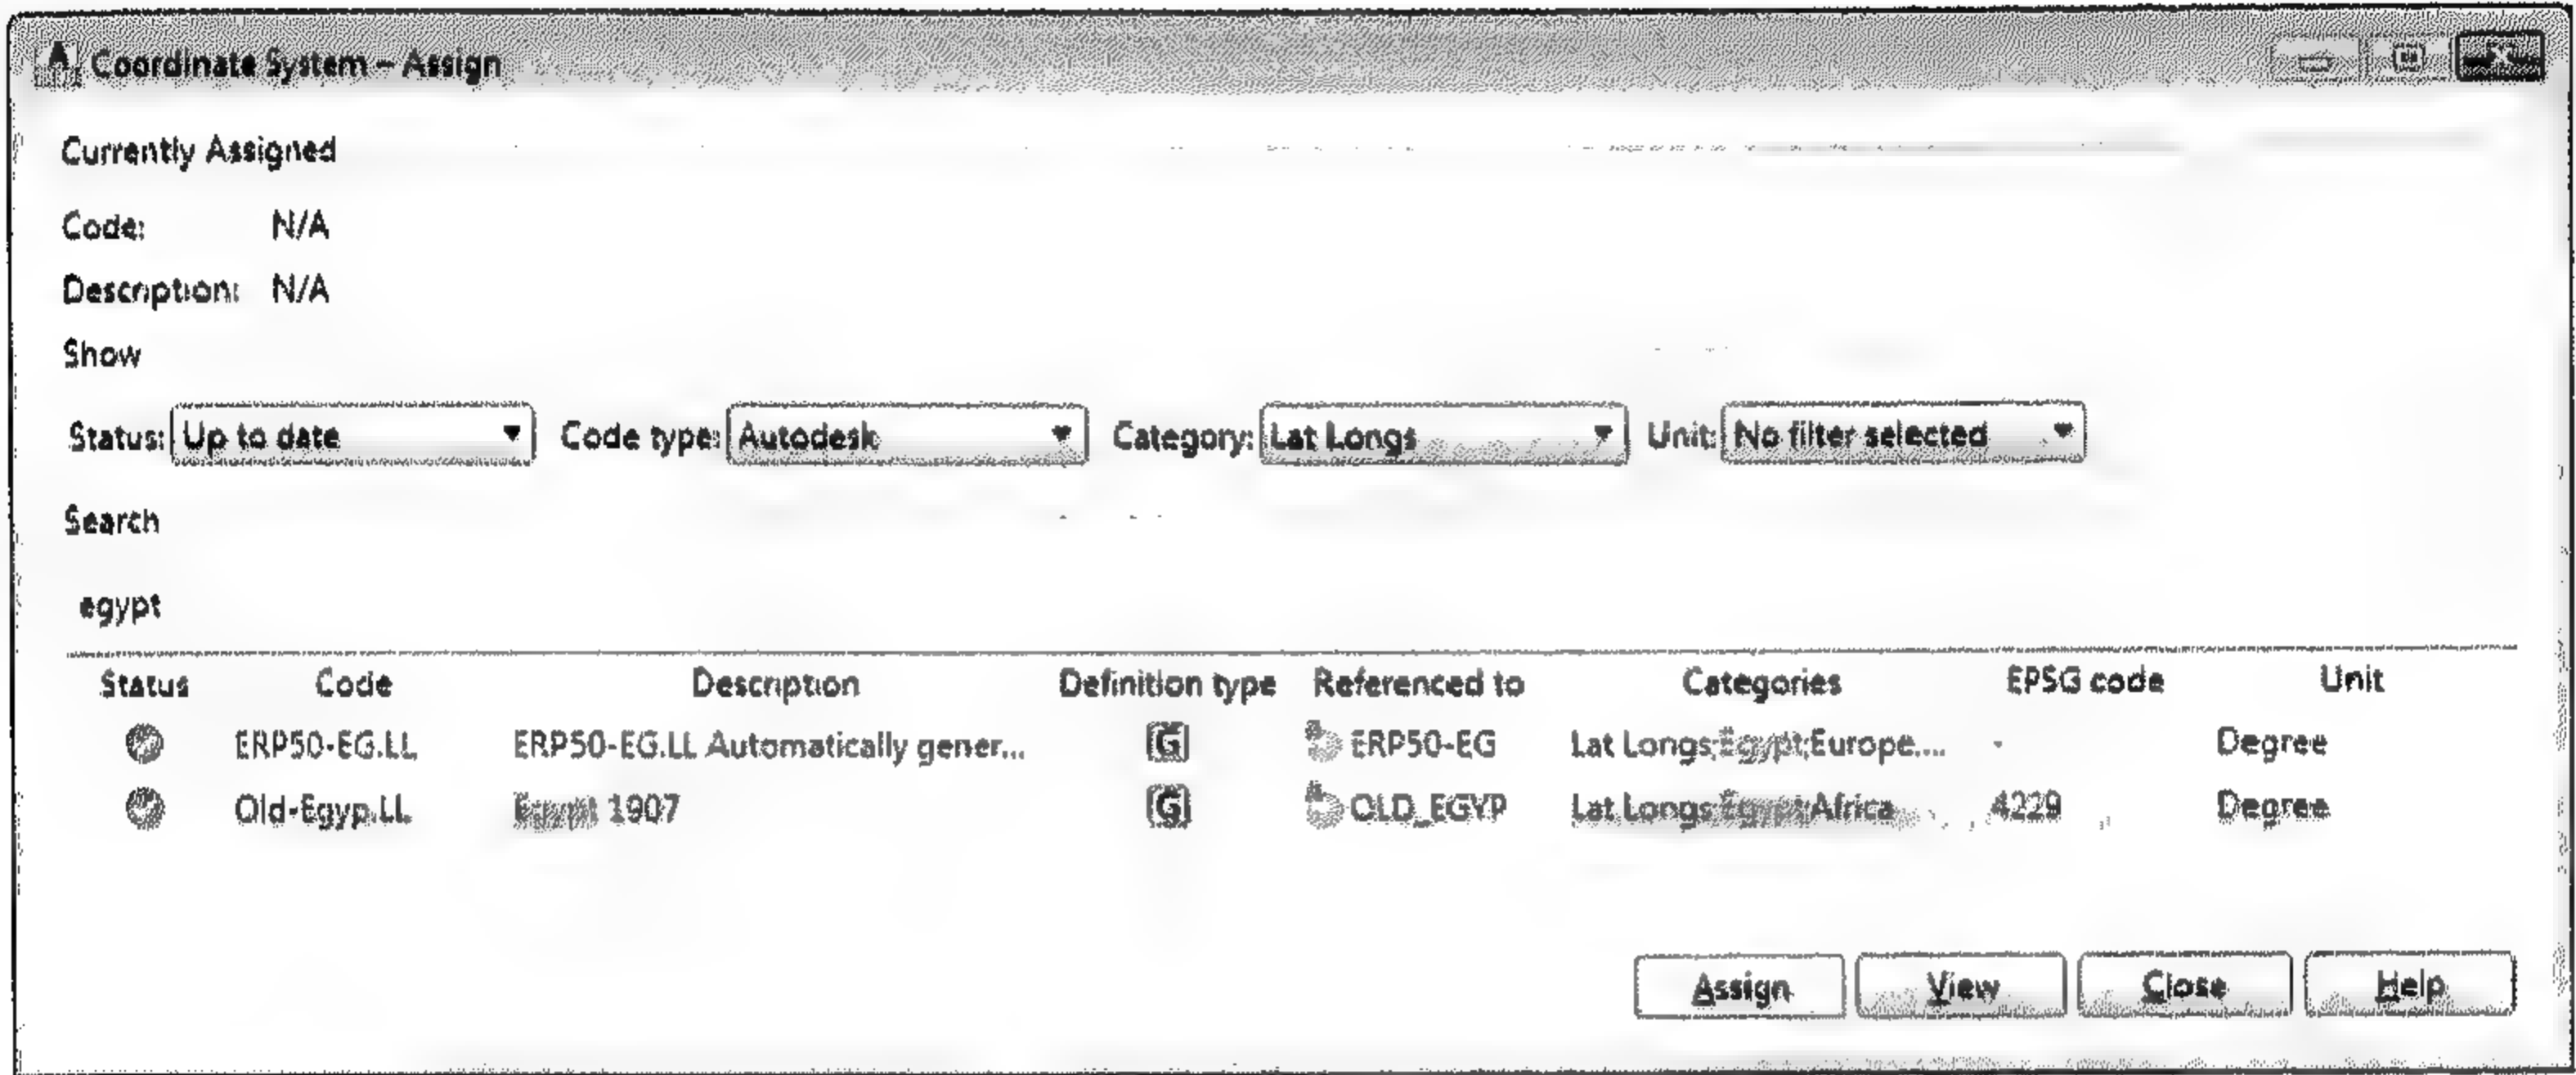 Coordinate System – Assign
Currently Assigned
Code: N/A
Description: N/A
Show
Status: Up to date Code type: Autodesk Category: Lat Longs Unit: No filter selected
Search
egypt
Status Code Description Definition type Referenced to Categories EPSG code Unit
ERP50-EG.LL ERP50-EG.LL Automatically gener... G ERP50-EG Lat Longs;Egypt;Europe.... - Degree
Old-Egyp.LL Egypt 1907 G OLD_EGYP Lat Longs;Egypt;Africa 4229 Degree
Assign View Close Help